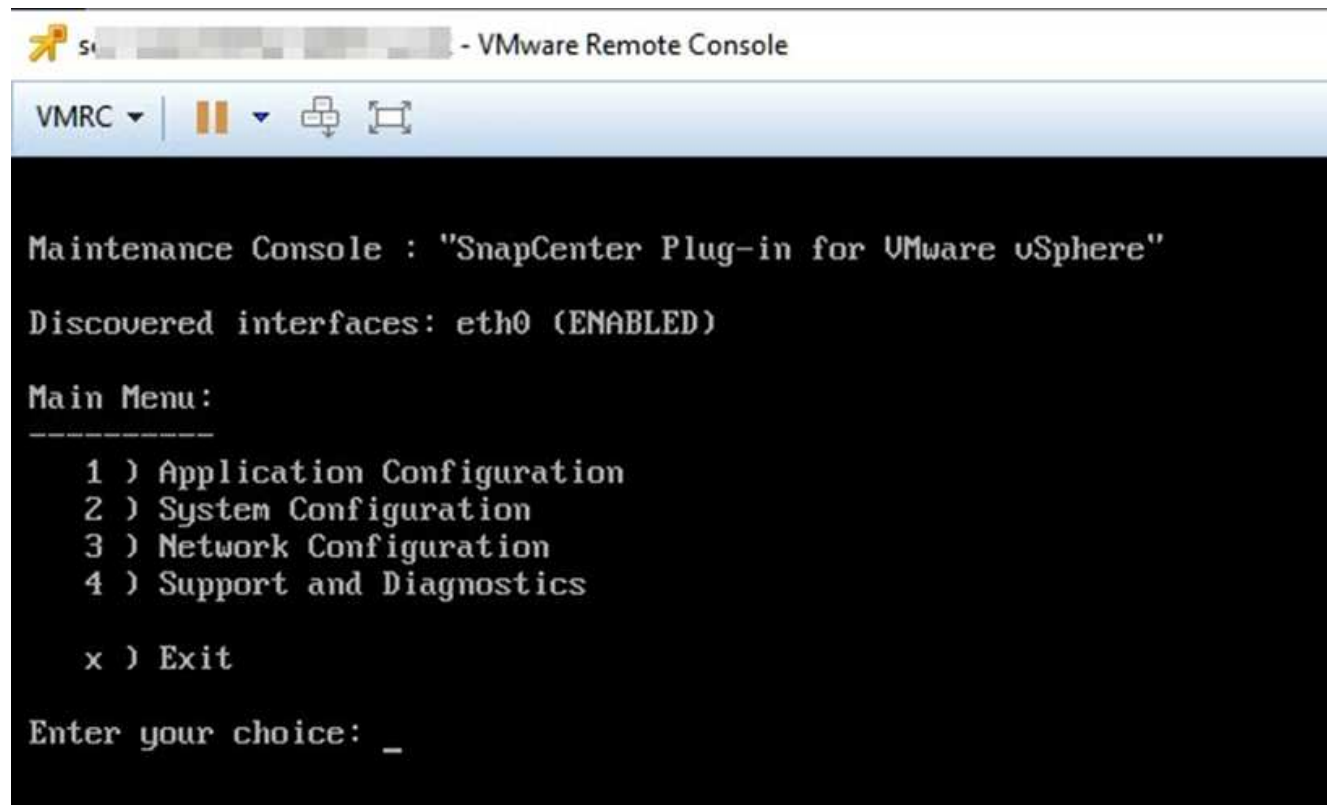 - VMware Remote Console
VMRC
Maintenance Console : "SnapCenter Plug-in for VMware vSphere"
Discovered interfaces: eth0 (ENABLED)
Main Menu:
----------
1 ) Application Configuration
2 ) System Configuration
3 ) Network Configuration
4 ) Support and Diagnostics
x ) Exit
Enter your choice: _